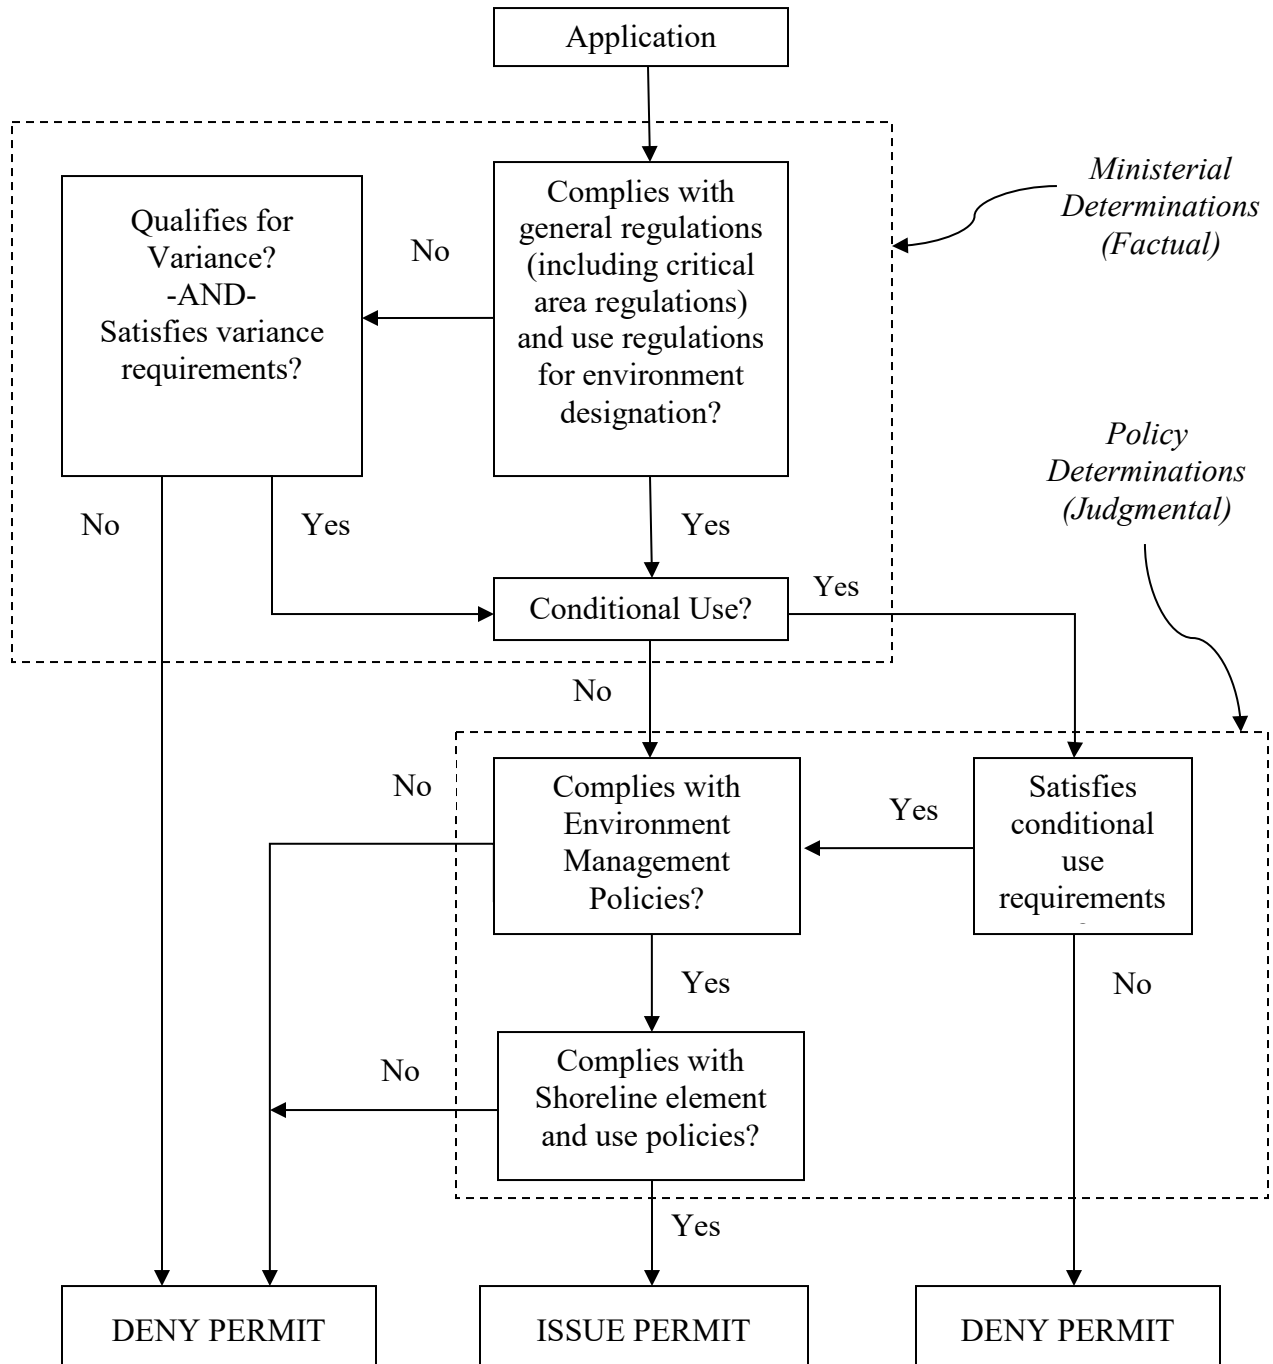 Application
Ministerial
Determinations
(Factual)
Qualifies for
Variance?
-AND-
Satisfies variance
requirements?
No
Complies with
general regulations
(including critical
area regulations)
and use regulations
for environment
designation?
Policy
Determinations
(Judgmental)
No
Yes
Yes
Conditional Use?
Yes
No
No
Complies with
Environment
Management
Policies?
Yes
Satisfies
conditional
use
requirements
Yes
No
No
Complies with
Shoreline element
and use policies?
Yes
DENY PERMIT
ISSUE PERMIT
DENY PERMIT